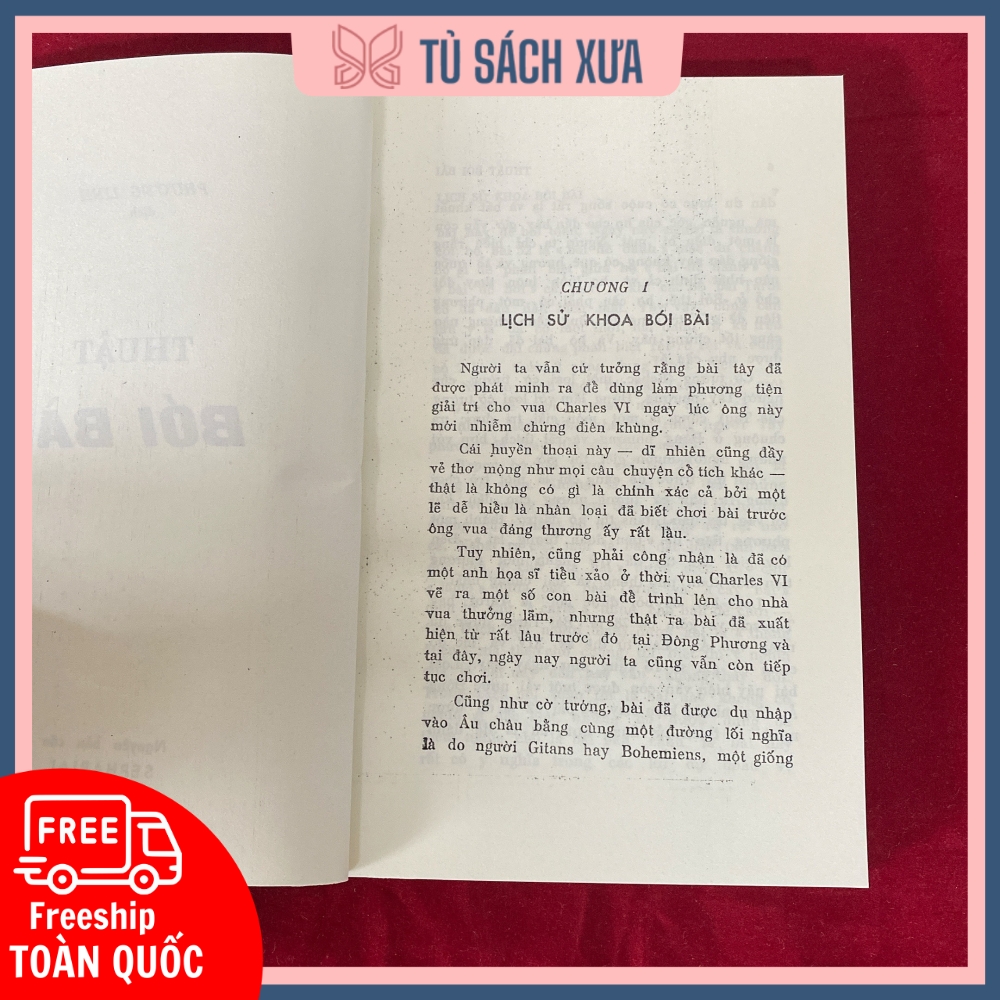 TỦ SÁCH XƯA
CHƯƠNG I
LỊCH SỬ KHOA BÓI BÀI
Người ta vẫn cứ tưởng rằng bài tây đã
được phát minh ra để dùng làm phương tiện
giải trí cho vua Charles VI ngay lúc ông này
mới nhiễm chứng điên khùng.
Cái huyền thoại này — dĩ nhiên cũng đầy
vẻ thơ mộng như mọi câu chuyện cổ tích khác —
thật là không có gì là chính xác cả bởi một
lẽ dễ hiểu là nhân loại đã biết chơi bài trước
ông vua đáng thương ấy rất lâu.
Tuy nhiên, cũng phải công nhận là đã có
một anh họa sĩ tiều xảo ở thời vua Charles VI
vẽ ra một số con bài để trình lên cho nhà
vua thưởng lãm, nhưng thật ra bài đã xuất
hiện từ rất lâu trước đó tại Đông Phương và
tại đây, ngày nay người ta cũng vẫn còn tiếp
tục chơi.
Cũng như cờ tướng, bài đã được du nhập
vào Âu châu bằng cùng một đường lối nghĩa
là do người Gitans hay Bohemiens, một giống
THUẬT
BÓI BÀ
FREE
Freeship
TOÀN QUỐC